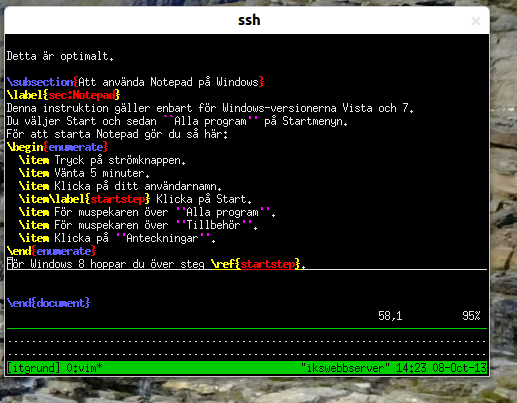 ssh
Detta är optimalt.
\subsection{Att använda Notepad på Windows}
\label{sec:Notepad}
Denna instruktion gäller enbart för Windows-versionerna Vista och 7.
Du väljer Start och sedan ``Alla program'' på Startmenyn.
För att starta Notepad gör du så här:
\begin{enumerate}
\item Tryck på strömknappen.
\item Vänta 5 minuter.
\item Klicka på ditt användarnamn.
\item\label{startstep} Klicka på Start.
\item För muspekaren över ''Alla program''.
\item För muspekaren över ''Tillbehör''.
\item Klicka på ''Anteckningar''.
\end{enumerate}
För Windows 8 hoppar du över steg \ref{startstep}.
\end{document}
58,1 95%
[itgrund] 0:vim* "ikswebbserver" 14:23 08-Oct-13